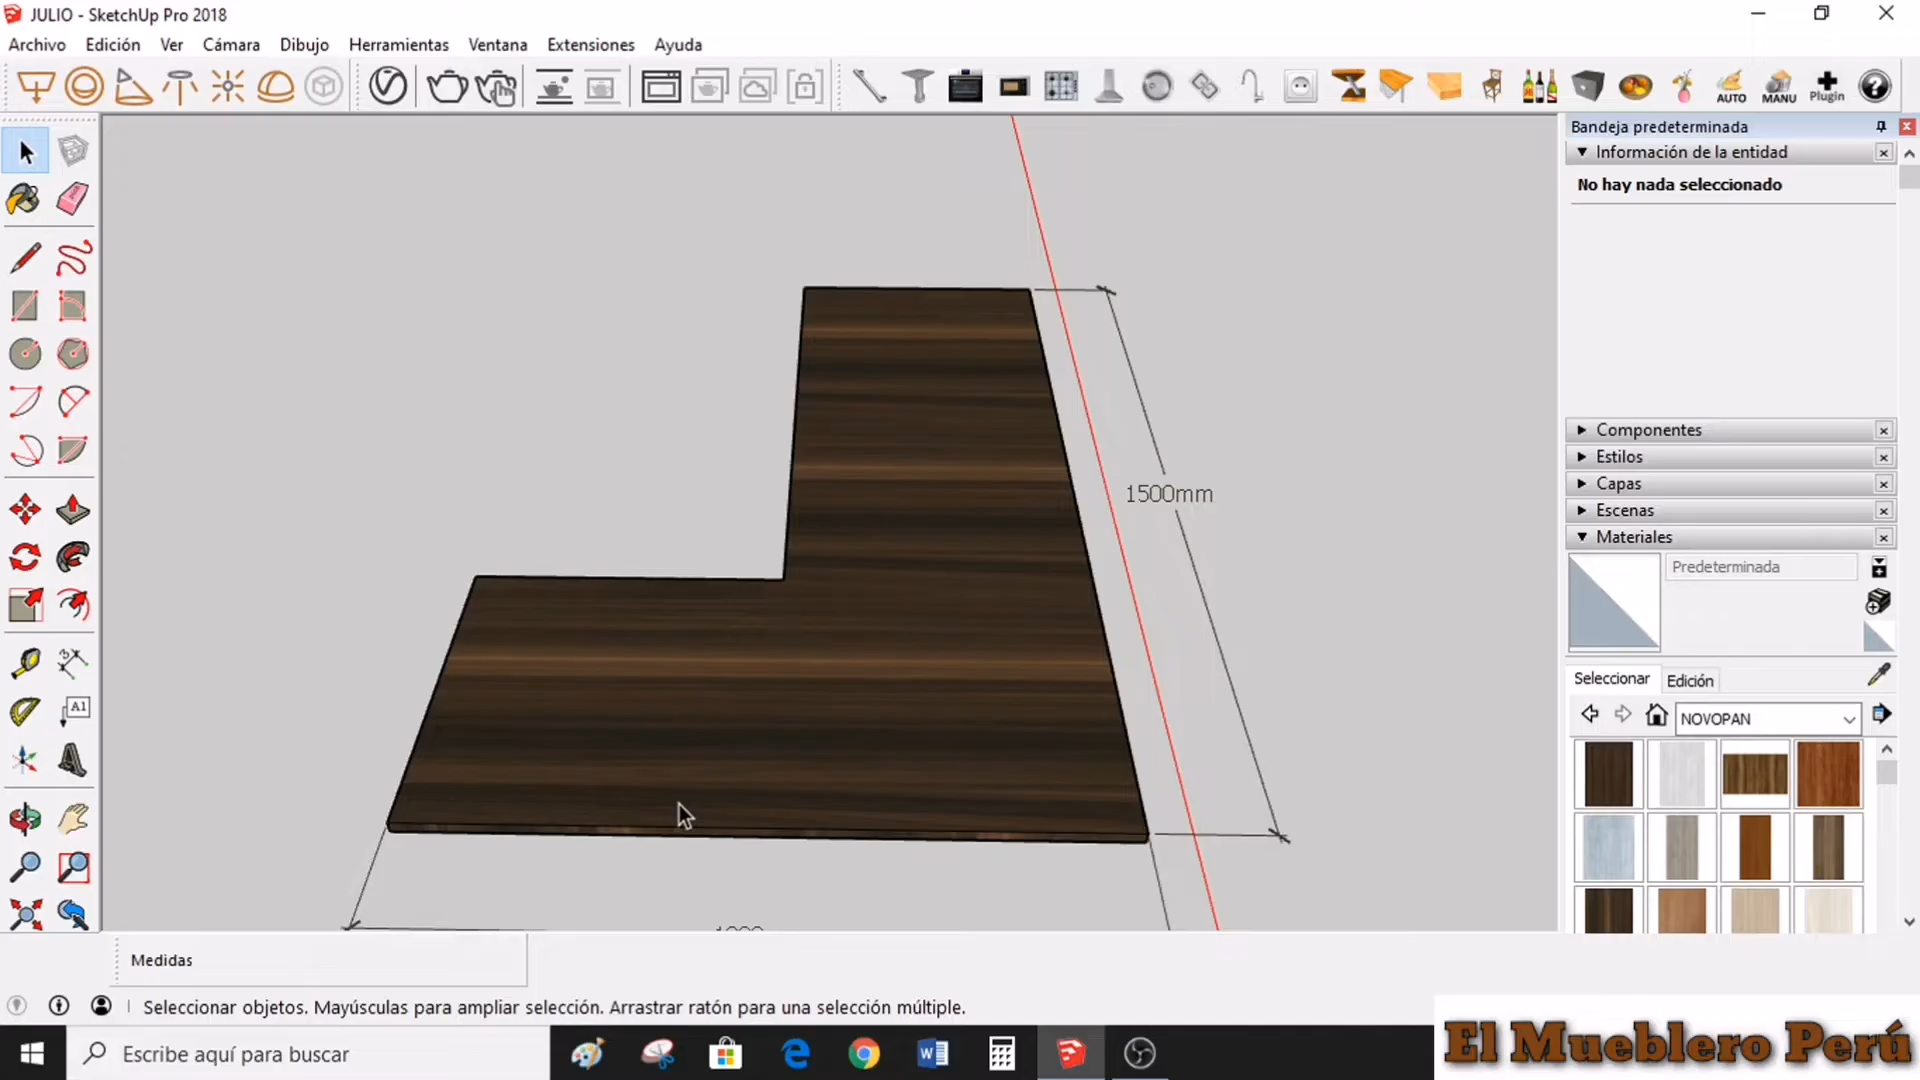 JULIO - SketchUp Pro 2018
Archivo Edición Ver Cámara Dibujo Herramientas Ventana Extensiones Ayuda
AUTO MANU Plugin
Bandeja predeterminada
Información de la entidad
No hay nada seleccionado
1500mm
Componentes
Estilos
Capas
Escenas
Materiales
Predeterminada
Seleccionar Edición
NOVOPAN
A1
Medidas
Seleccionar objetos. Mayúsculas para ampliar selección. Arrastrar ratón para una selección múltiple.
Escribe aquí para buscar
El Mueblero Perú